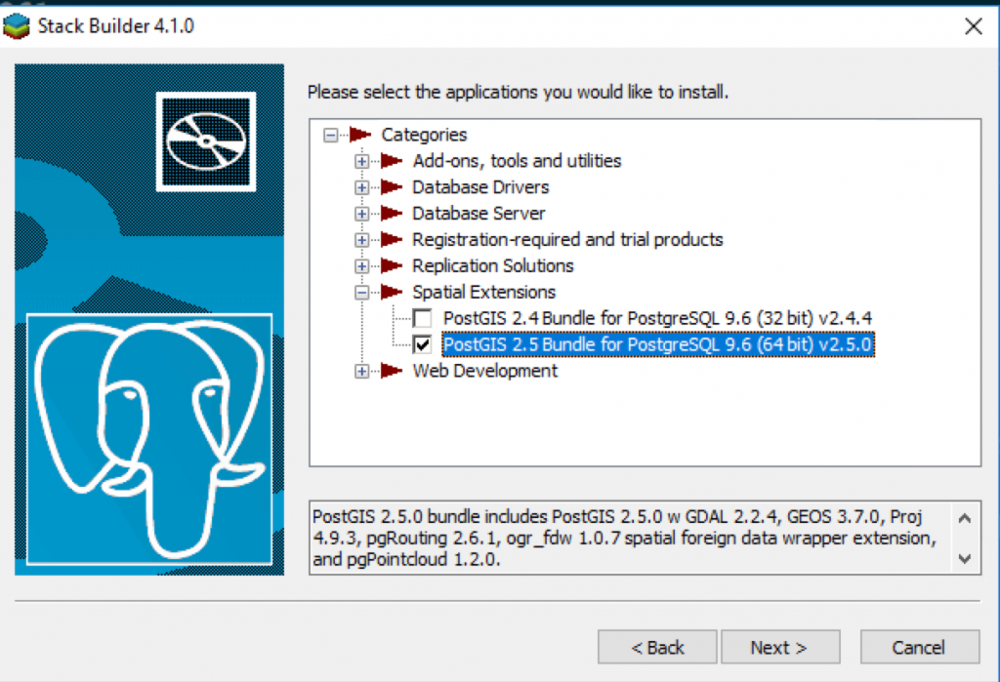 Stack Builder 4.1.0
Please select the applications you would like to install.
Categories
Add-ons, tools and utilities
Database Drivers
Database Server
Registration-required and trial products
Replication Solutions
Spatial Extensions
PostGIS 2.4 Bundle for PostgreSQL 9.6 (32 bit) v2.4.4
PostGIS 2.5 Bundle for PostgreSQL 9.6 (64 bit) v2.5.0
Web Development
PostGIS 2.5.0 bundle includes PostGIS 2.5.0 w GDAL 2.2.4, GEOS 3.7.0, Proj
4.9.3, pgRouting 2.6.1, ogr_fdw 1.0.7 spatial foreign data wrapper extension,
and pgPointcloud 1.2.0.
< Back
Next >
Cancel